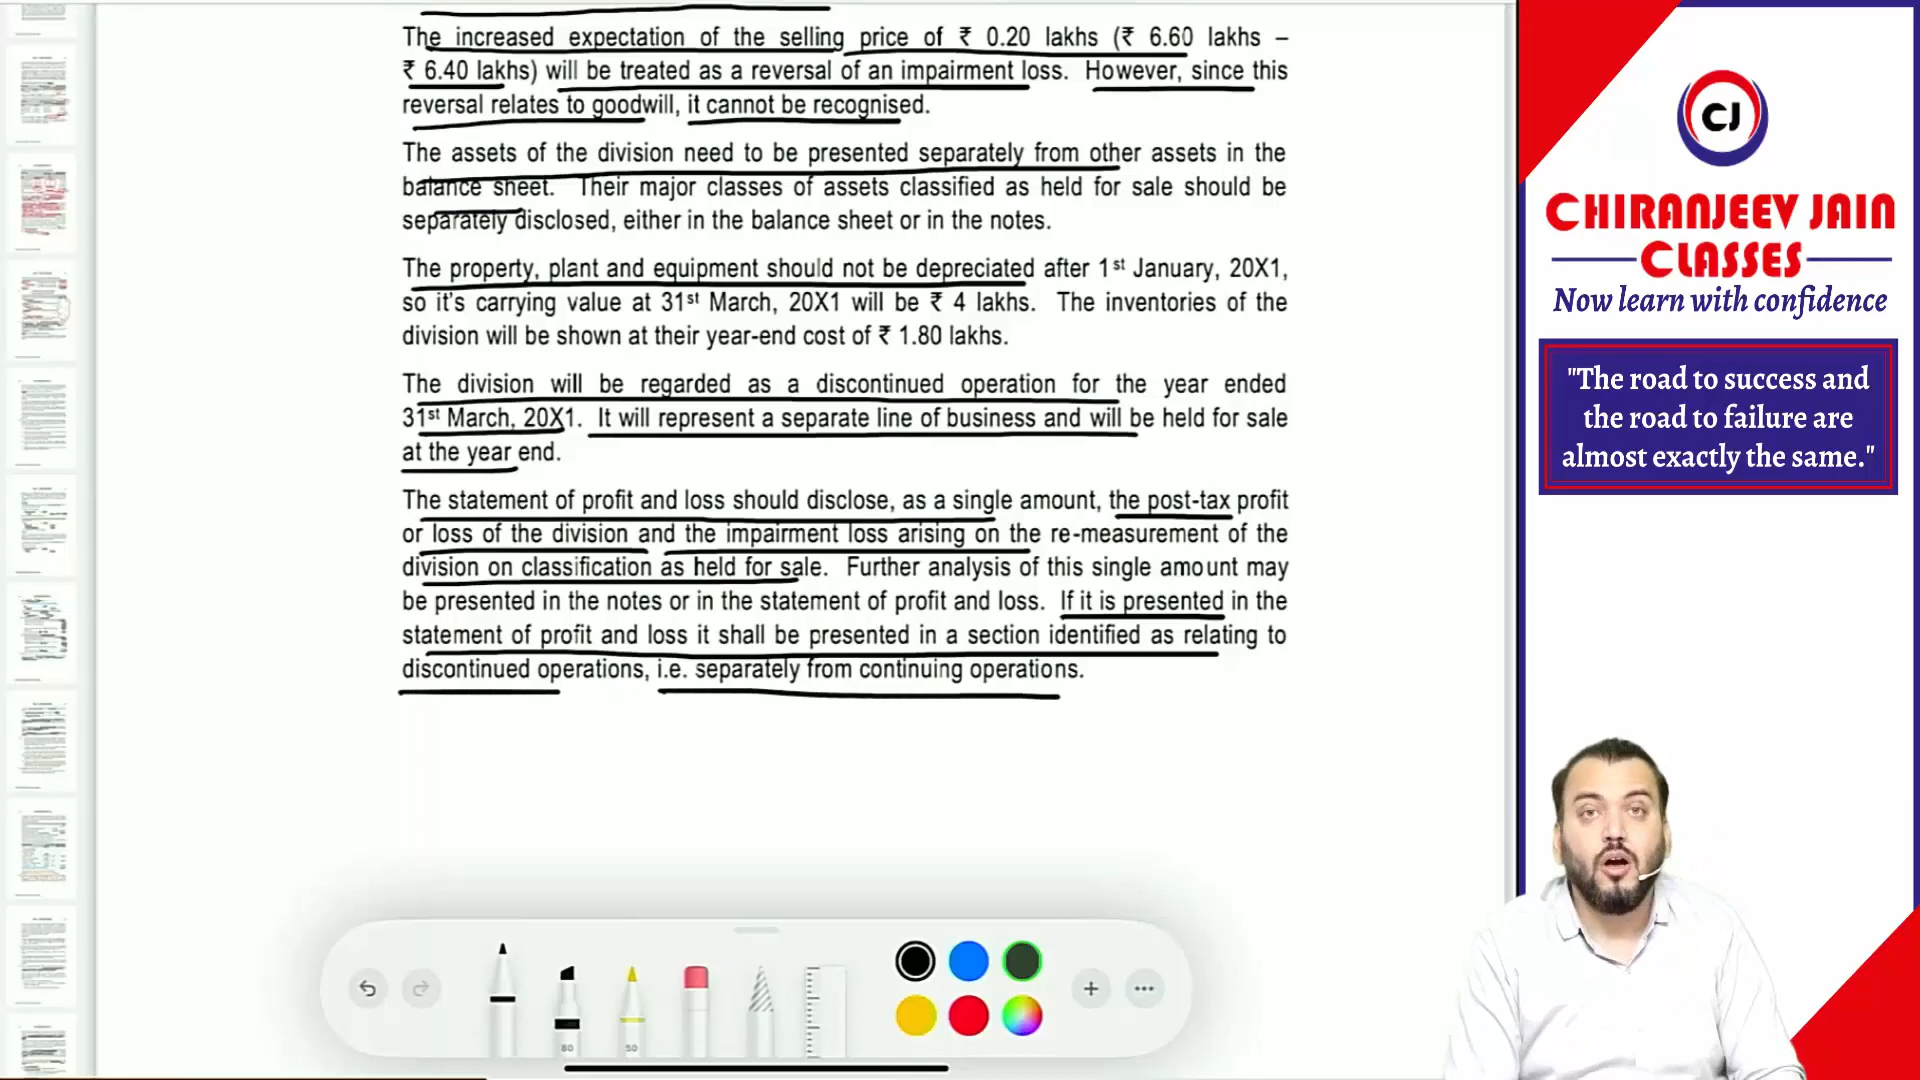 The increased expectation of the selling price of ₹ 0.20 lakhs (₹ 6.60 lakhs –
₹ 6.40 lakhs) will be treated as a reversal of an impairment loss. However, since this
reversal relates to goodwill, it cannot be recognised.
The assets of the division need to be presented separately from other assets in the
balance sheet. Their major classes of assets classified as held for sale should be
separately disclosed, either in the balance sheet or in the notes.
The property, plant and equipment should not be depreciated after 1st January, 20X1,
so it's carrying value at 31st March, 20X1 will be ₹ 4 lakhs. The inventories of the
division will be shown at their year-end cost of ₹ 1.80 lakhs.
The division will be regarded as a discontinued operation for the year ended
31st March, 20X1. It will represent a separate line of business and will be held for sale
at the year end.
The statement of profit and loss should disclose, as a single amount, the post-tax profit
or loss of the division and the impairment loss arising on the re-measurement of the
division on classification as held for sale. Further analysis of this single amount may
be presented in the notes or in the statement of profit and loss. If it is presented in the
statement of profit and loss it shall be presented in a section identified as relating to
discontinued operations, i.e. separately from continuing operations.
80
50
CJ
CHIRANJEEV JAIN
CLASSES
Now learn with confidence
"The road to success and
the road to failure are
almost exactly the same."